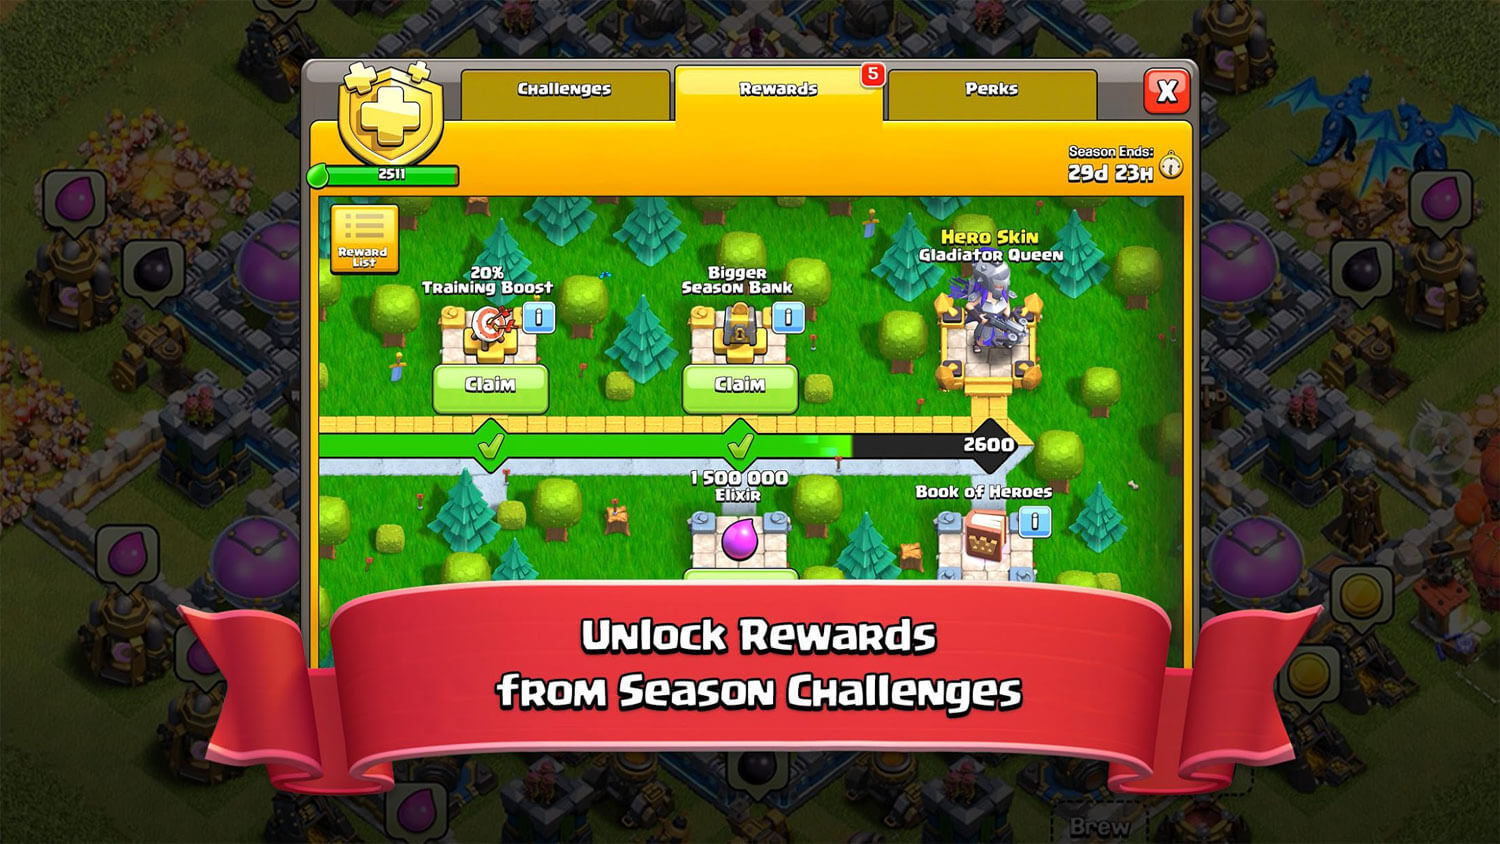 Challenges
Rewards
5
Perks
X
2511
Season Ends:
29d 23H
Reward
List
20%
Training Boost
i
Claim
Bigger
Season Bank
i
Claim
Hero Skin
Gladiator Queen
2600
1 500 000
Elixir
Book of Heroes
i
Unlock Rewards
from Season Challenges
Brew